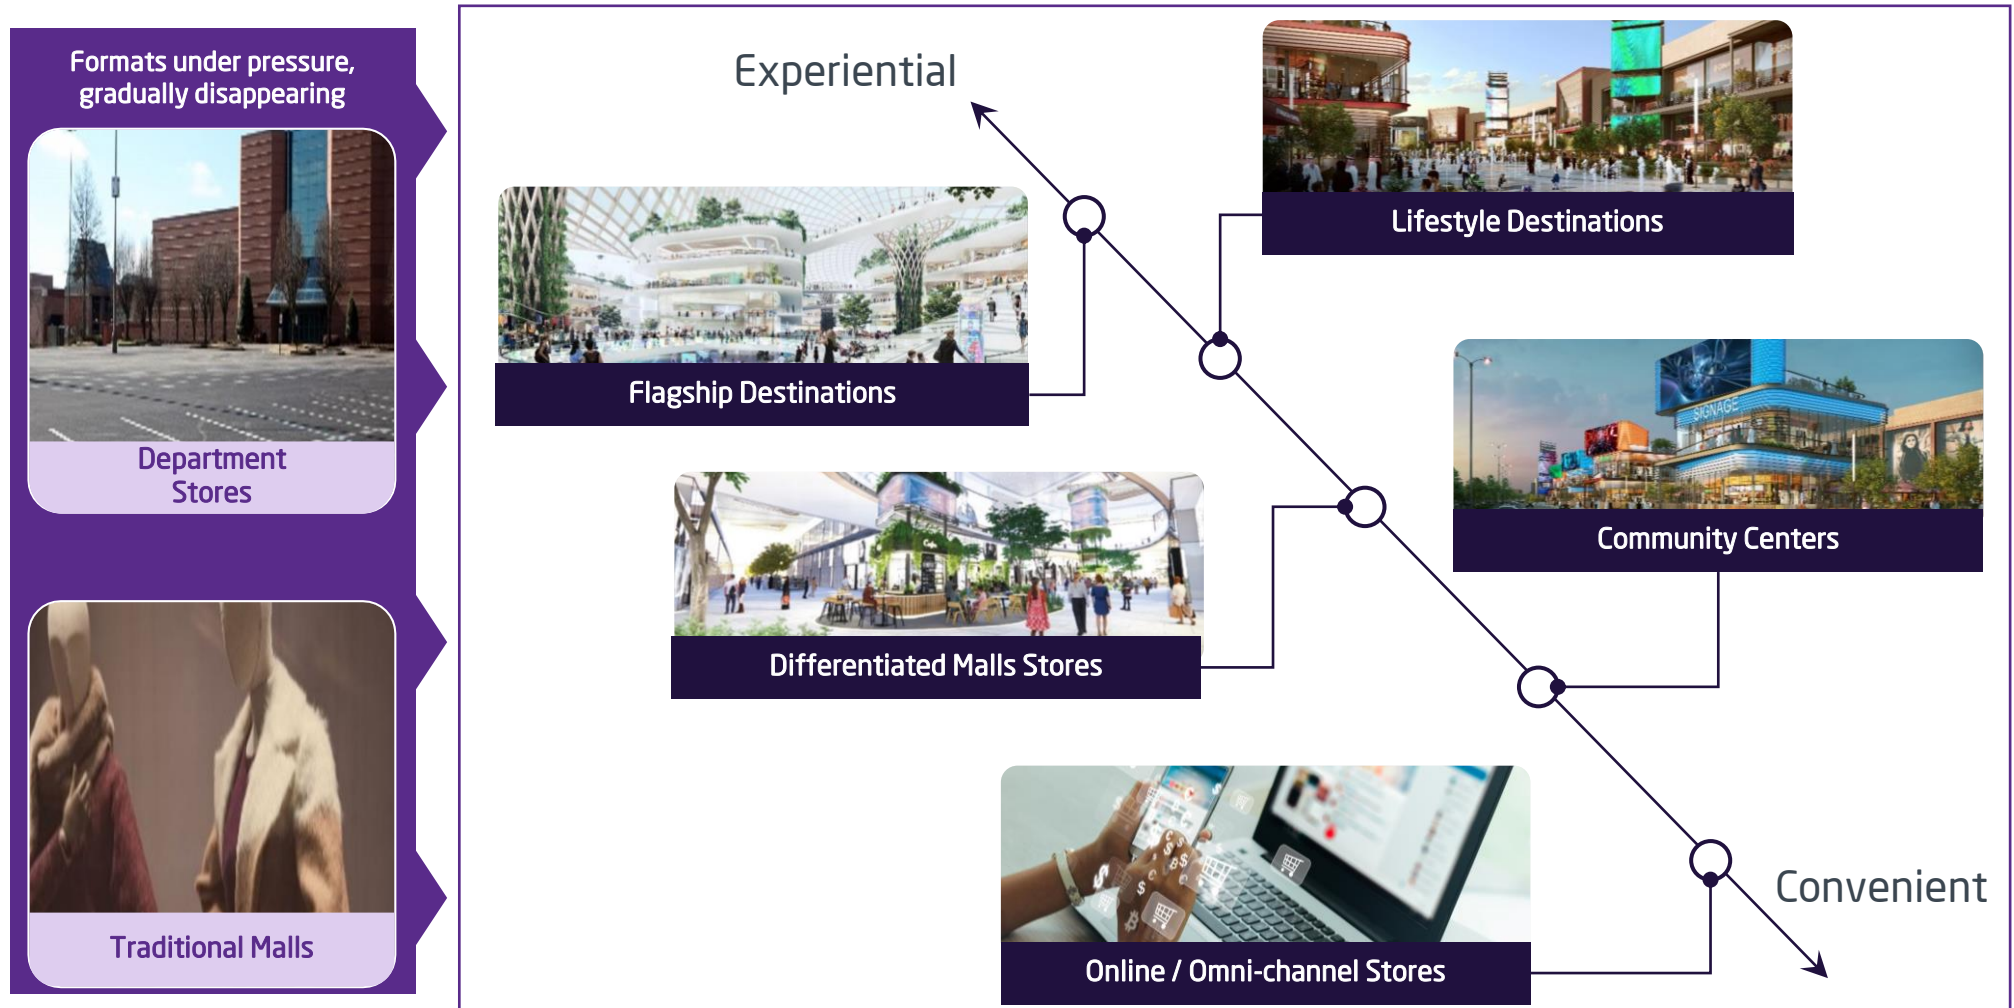 Formats under pressure,
gradually disappearing
Department
Stores
Traditional Malls
Experiential
Lifestyle Destinations
Flagship Destinations
SIGNAGE
Community Centers
Differentiated Malls Stores
Convenient
Online / Omni-channel Stores